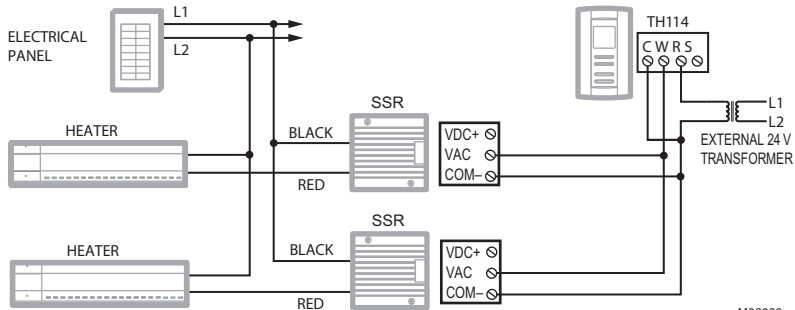 L1
L2
ELECTRICAL
PANEL
TH114
C W R S
L1
L2
EXTERNAL 24 V
TRANSFORMER
HEATER
BLACK
RED
SSR
VDC+
VAC
COM–
HEATER
BLACK
RED
SSR
VDC+
VAC
COM–